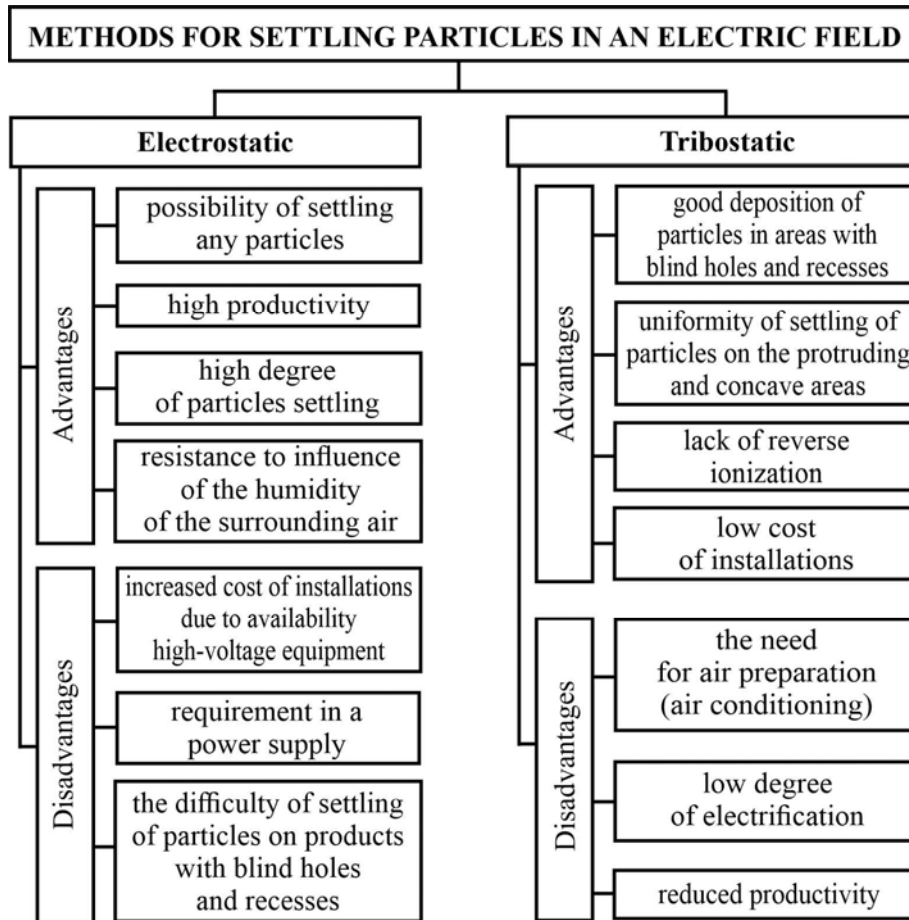 METHODS FOR SETTLING PARTICLES IN AN ELECTRIC FIELD
Electrostatic
Advantages
possibility of settling
any particles
high productivity
high degree
of particles settling
resistance to influence
of the humidity
of the surrounding air
Disadvantages
increased cost of installations
due to availability
high-voltage equipment
requirement in a
power supply
the difficulty of settling
of particles on products
with blind holes
and recesses
Tribostatic
Advantages
good deposition of
particles in areas with
blind holes and recesses
uniformity of settling of
particles on the protruding
and concave areas
lack of reverse
ionization
low cost
of installations
Disadvantages
the need
for air preparation
(air conditioning)
low degree
of electrification
reduced productivity